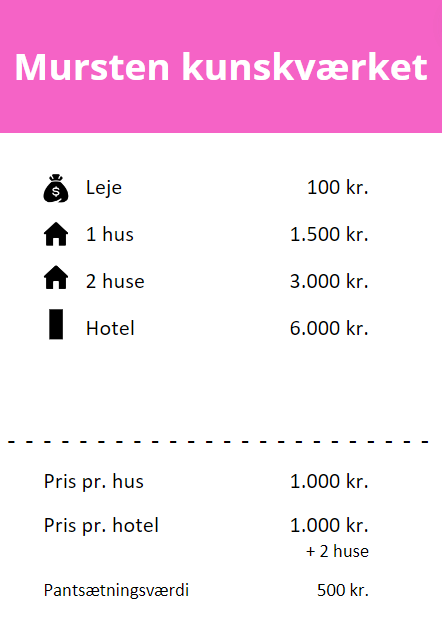 Mursten kunskværket
Leje 100 kr.
1 hus 1.500 kr.
2 huse 3.000 kr.
Hotel 6.000 kr.
Pris pr. hus 1.000 kr.
Pris pr. hotel 1.000 kr.
+ 2 huse
Pantsætningsværdi 500 kr.